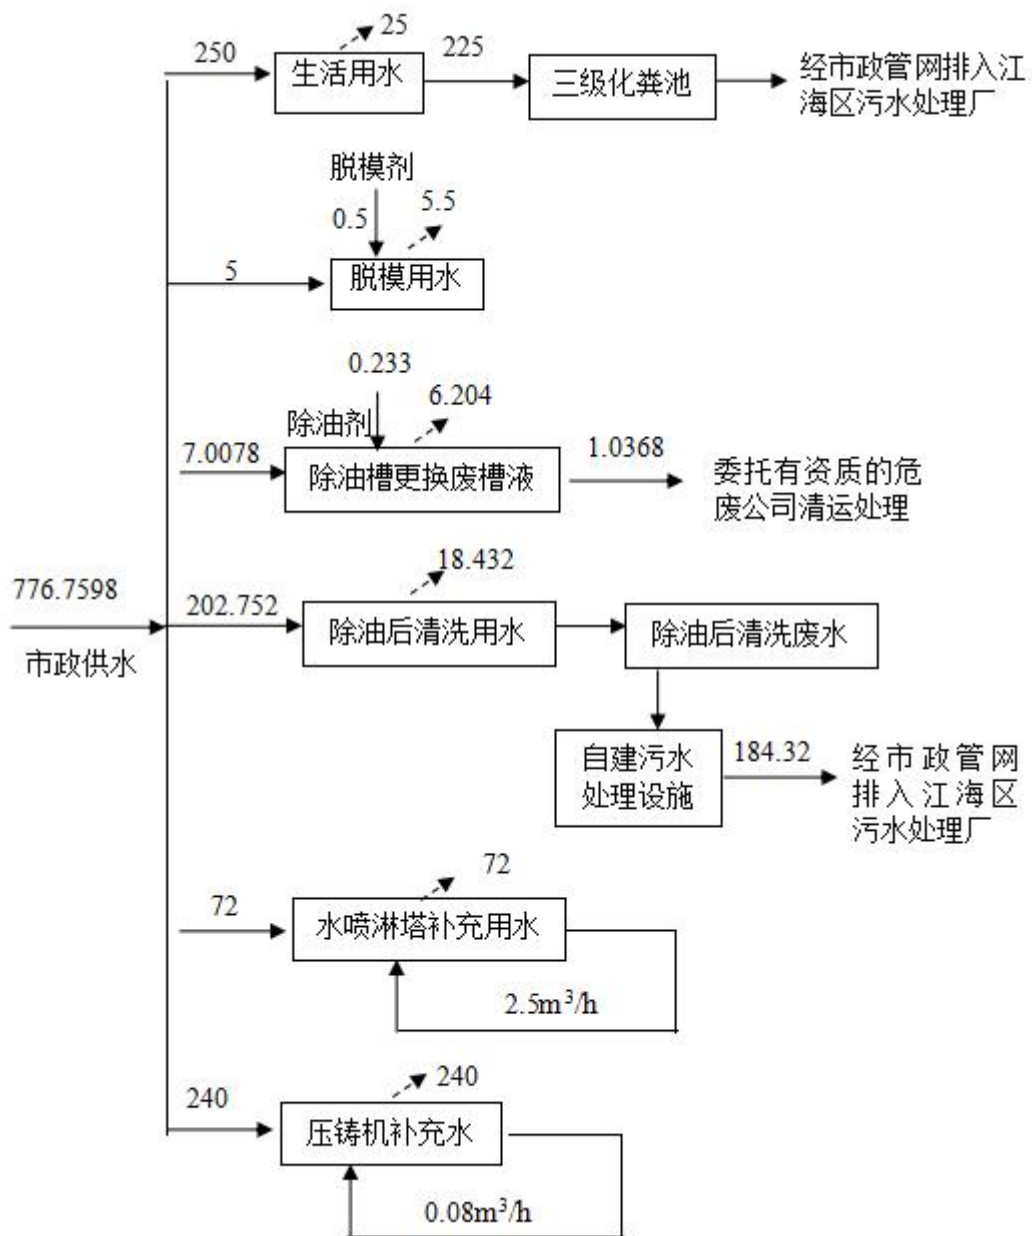 25
250
生活用水
225
三级化粪池
经市政管网排入江
海区污水处理厂
脱模剂
0.5
5.5
5
脱模用水
0.233
除油剂
6.204
7.0078
除油槽更换废槽液
1.0368
委托有资质的危
废公司清运处理
776.7598
市政供水
18.432
202.752
除油后清洗用水
除油后清洗废水
自建污水
处理设施
184.32
经市政管网
排入江海区
污水处理厂
72
72
水喷淋塔补充用水
2.5m³/h
240
240
压铸机补充水
0.08m³/h